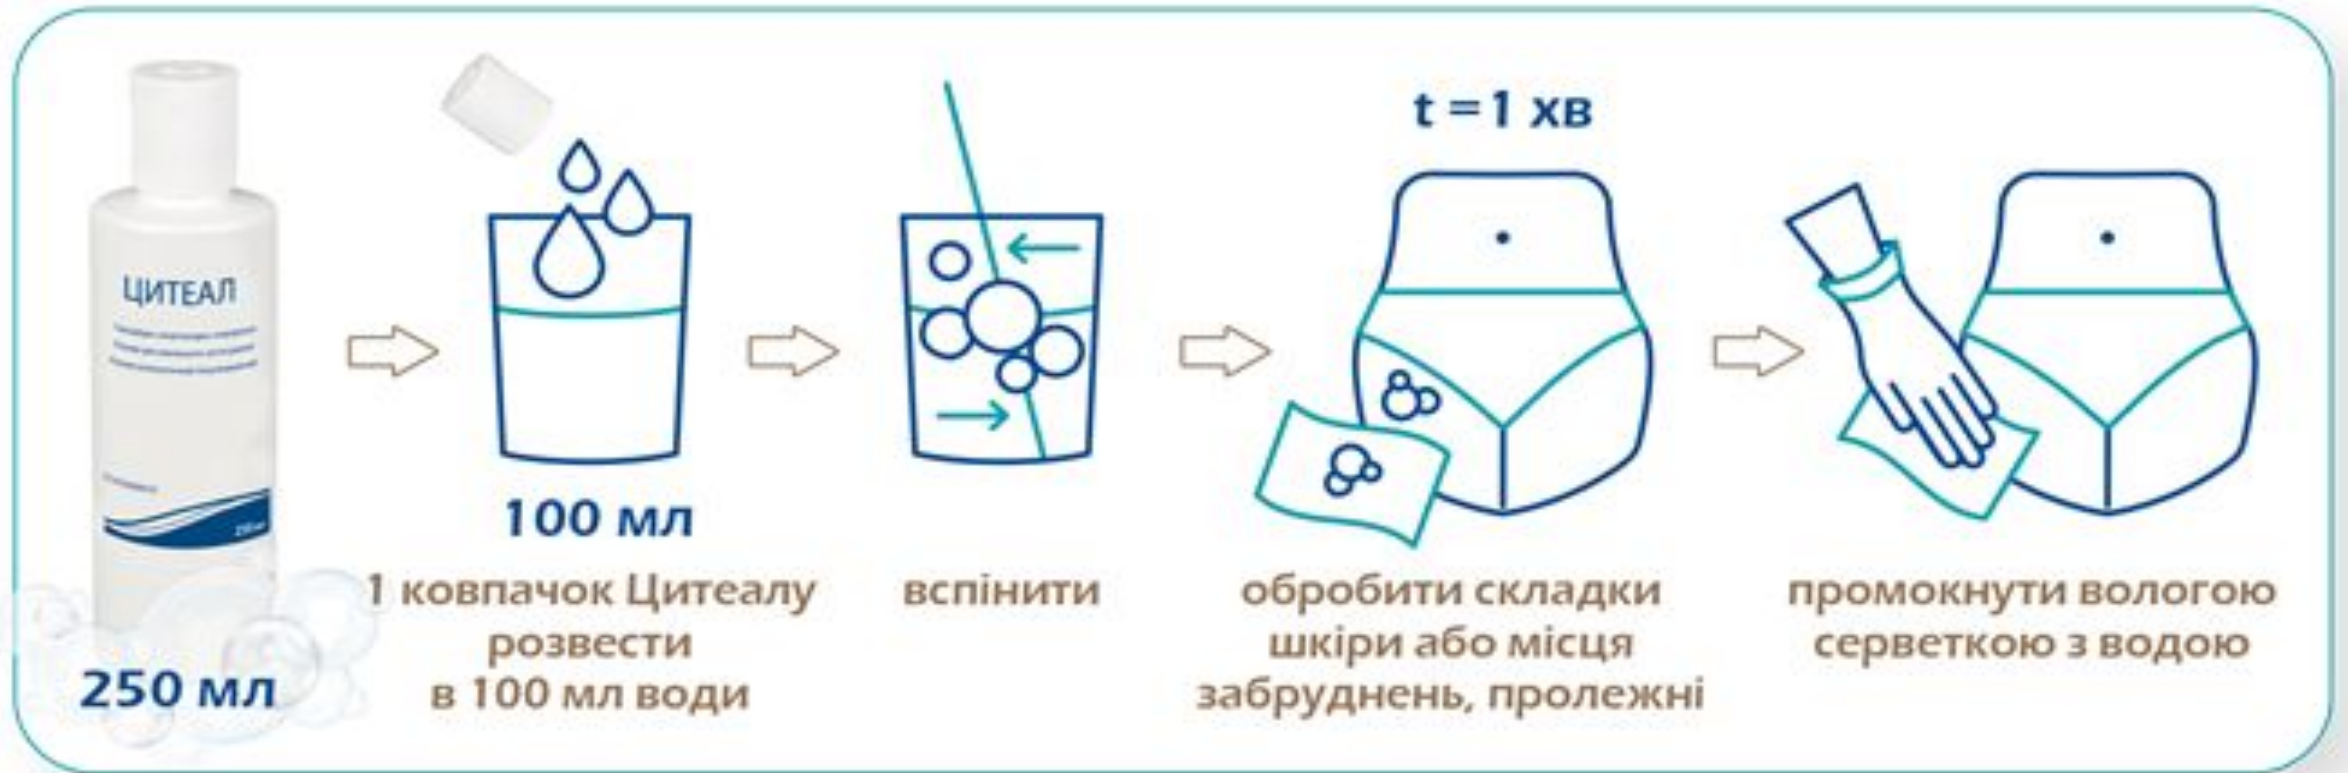 ЦИТЕАЛ
250 мл
100 мл
1 ковпачок Цитеалу
розвести
в 100 мл води
вспінити
t = 1 хв
обробити складки
шкіри або місця
забруднень, пролежні
промокнути вологою
серветкою з водою